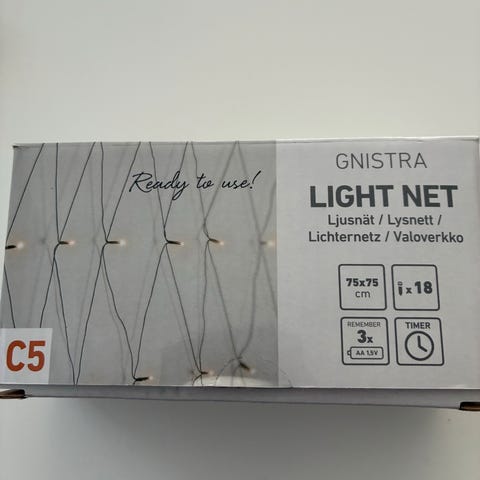 Ready to use!
GNISTRA
LIGHT NET
Ljusnät / Lysnett /
Lichternetz / Valoverkko
75x75
cm
x 18
REMEMBER
3x
AA 1,5V
TIMER
C5